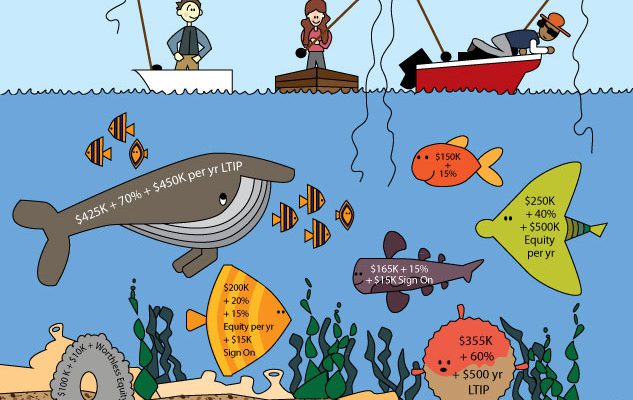 $150K
+
15%
$425K + 70% + $450K per yr LTIP
$250K
+ 40%
+ $500K
Equity
per yr
$165K + 15%
+ $15K Sign On
$200K
+ 20%
+ 15%
Equity per yr
+ $15K
Sign On
$355K
+ 60%
+ $500 yr
LTIP
$100 K + $10K + Worthless Equity